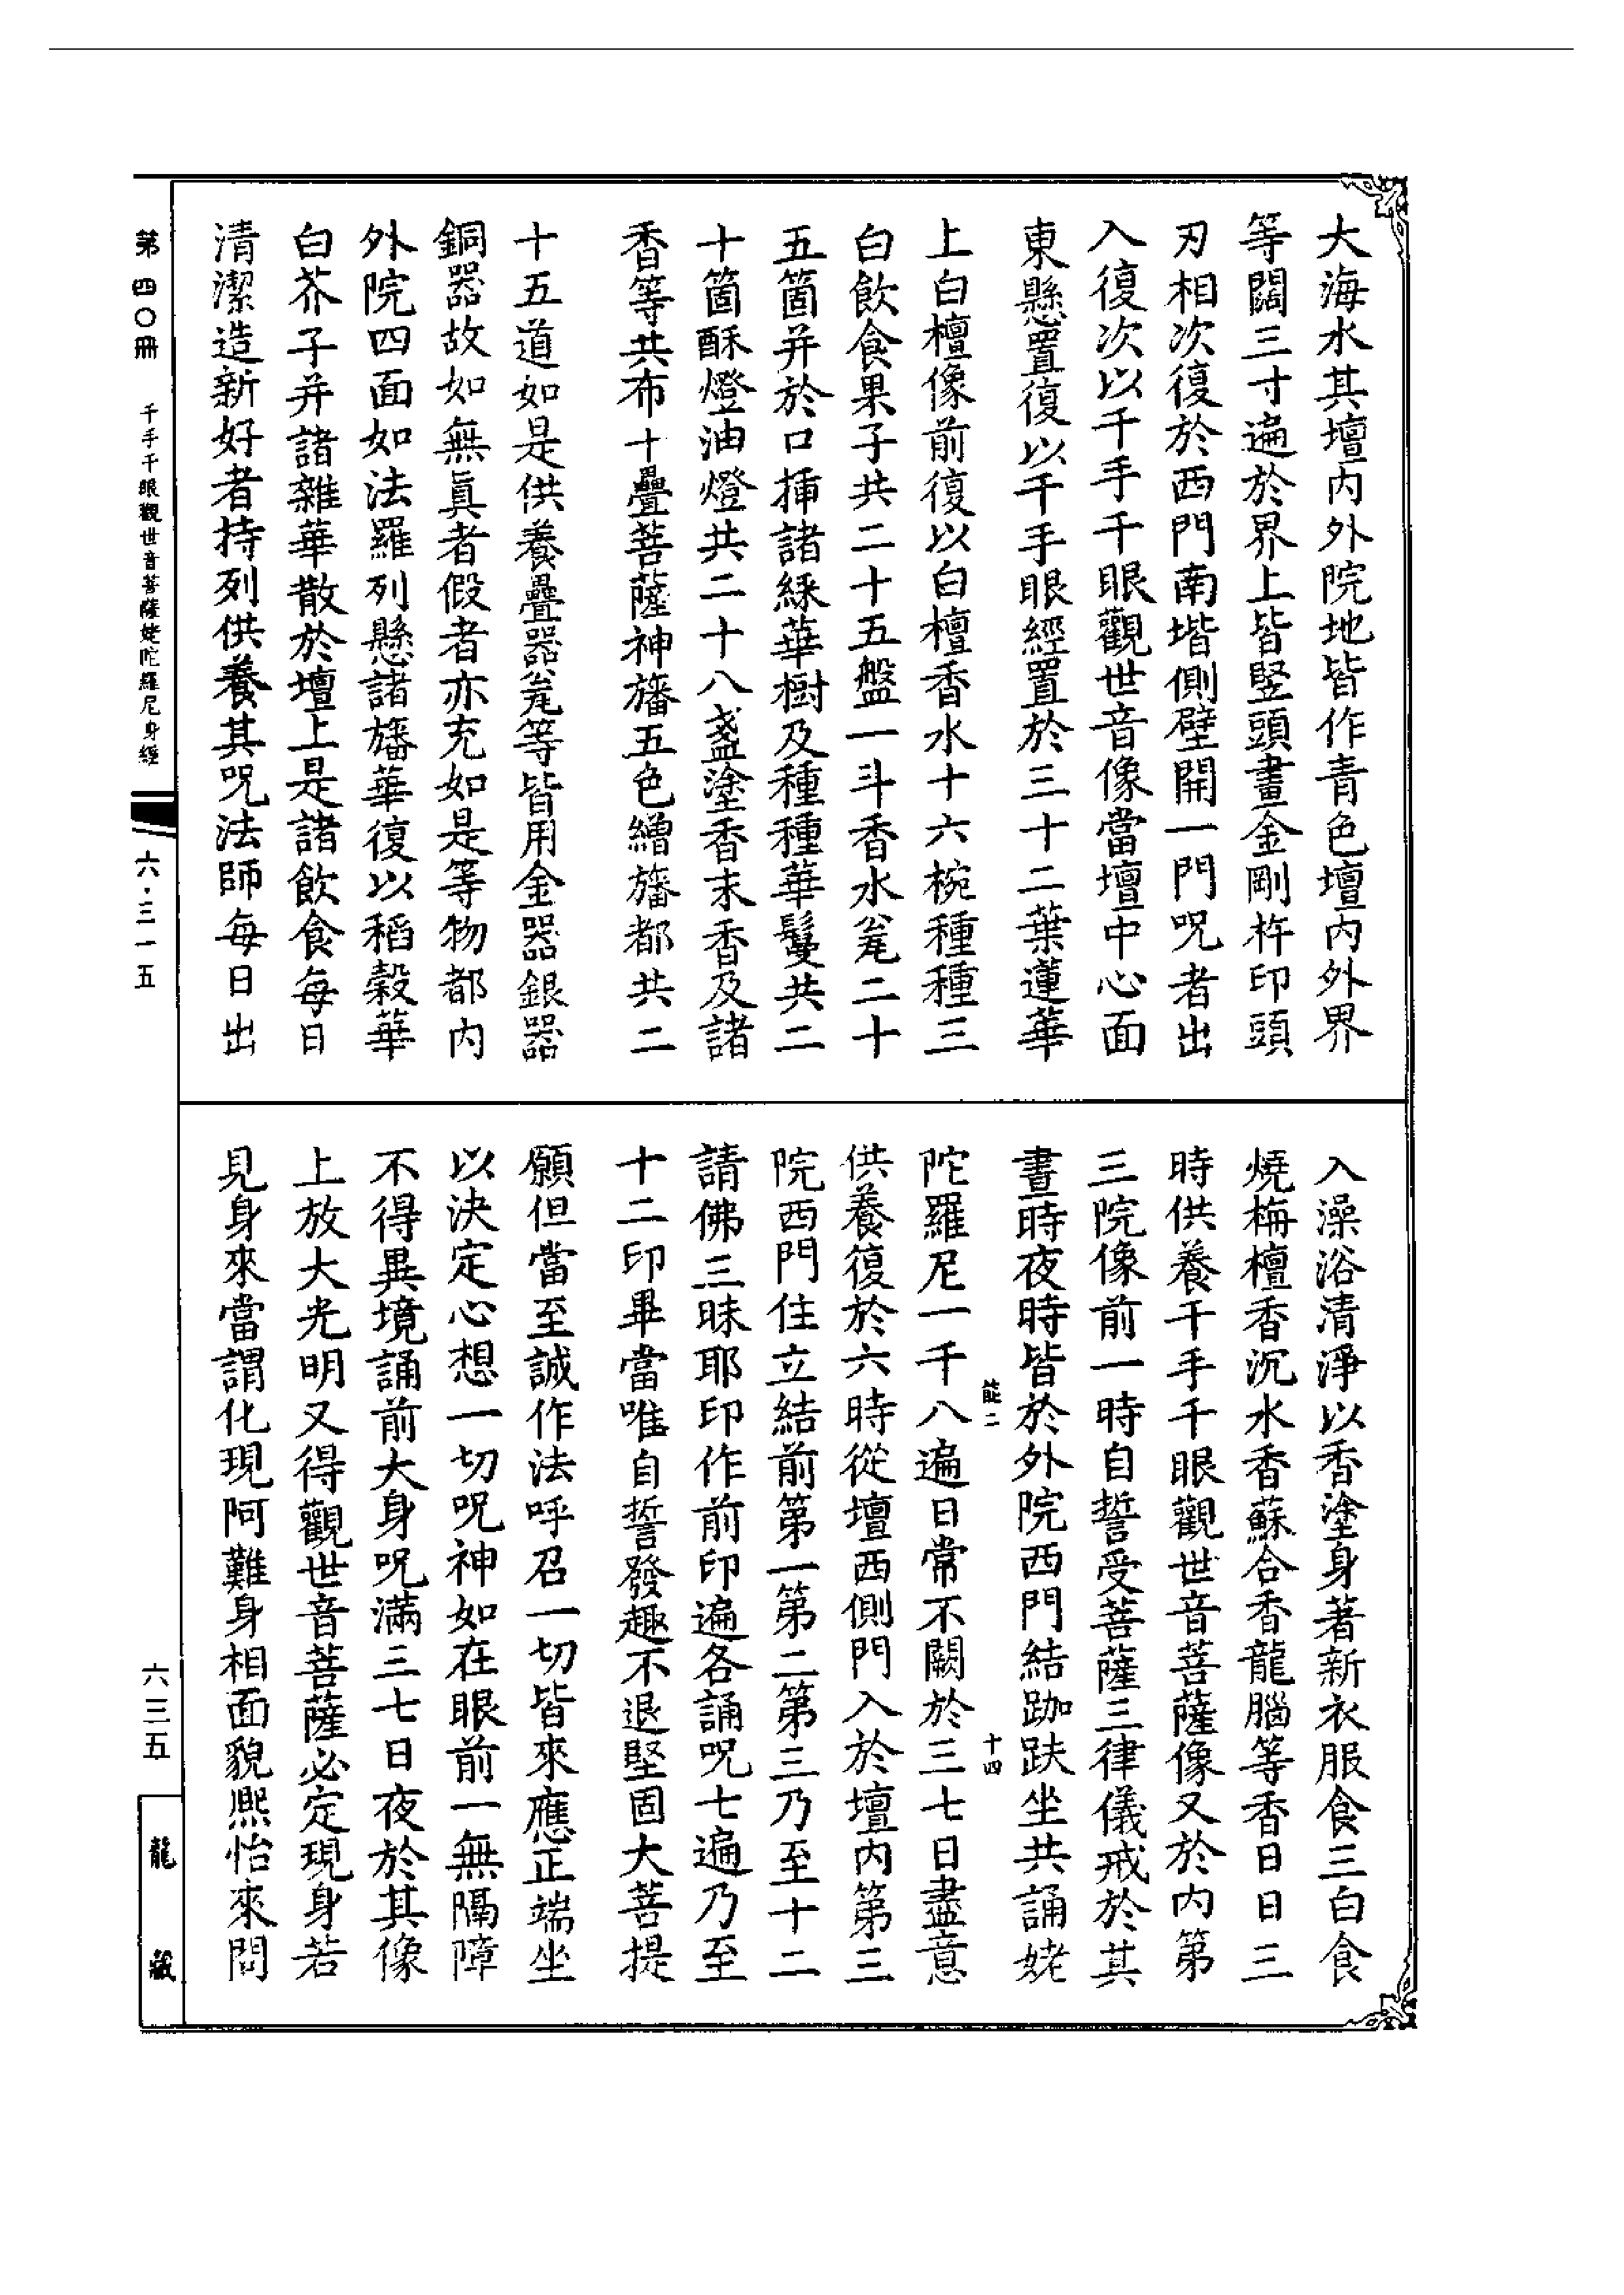 大海水其壇內外院地皆作青色壇內外界
等闊三寸遍於界上皆竪頭畫金剛杵印頭
刃相次復於西門南堦側壁開一門呪者出
入復次以千手千眼觀世音像當壇中心面
東懸置復以千手眼經置於三十二葉蓮華
上白檀像前復以白檀香水十六椀種種三
白飲食果子共二十五盤一斗香水瓮二十
五箇并於口揷諸綵華樹及種種華鬘共二
十箇酥燈油燈共二十八盞塗香末香及諸
香等共布十疊菩薩神旛五色繒旛都共二
十五道如是供養疊器瓮等皆用金器銀器
銅器故如無眞者假者亦充如是等物都內
外院四面如法羅列懸諸旛華復以稻穀華
白芥子并諸雜華散於壇上是諸飲食每日
清潔造新好者持列供養其呪法師每日出
入澡浴清淨以香塗身著新衣服食三白食
燒栴檀香沉水香蘇合香龍腦等香日日三
時供養千手千眼觀世音菩薩像又於內第
三院像前一時自誓受菩薩三律儀戒於其
晝時夜時皆於外院西門結跏趺坐共誦姥
陀羅尼一千八遍日常不闕於三七日盡意
供養復於六時從壇西側門入於壇內第三
院西門住立結前第一第二第三乃至十二
請佛三昧耶印作前印遍各誦呪七遍乃至
十二印畢當唯自誓發趣不退堅固大菩提
願但當至誠作法呼召一切皆來應正端坐
以決定心想一切呪神如在眼前一無隔障
不得異境誦前大身呪滿三七日夜於其像
上放大光明又得觀世音菩薩必定現身若
見身來當謂化現阿難身相面貌熈怡來問
能二
十四
第四〇冊
千手千眼觀世音菩薩姥陀羅尼身經
六·三一五
六三五
龍藏